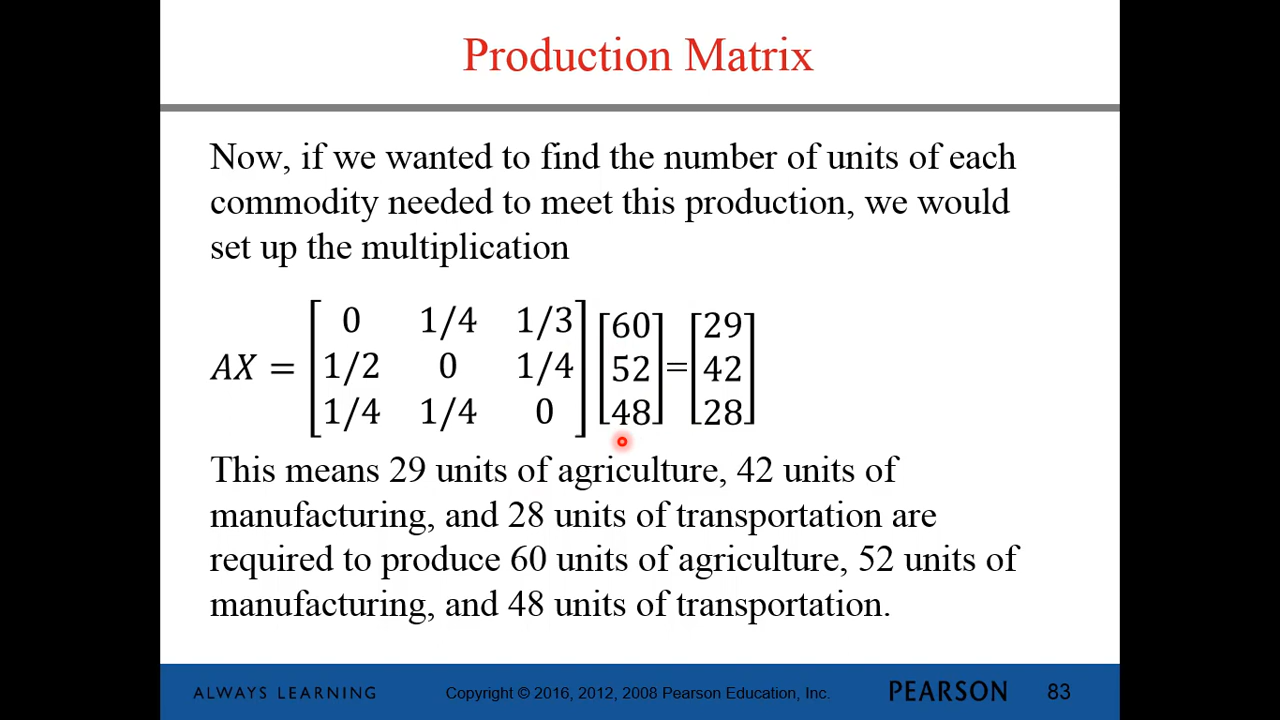 Production Matrix
Now, if we wanted to find the number of units of each
commodity needed to meet this production, we would
set up the multiplication
AX = [0 1/4 1/3; 1/2 0 1/4; 1/4 1/4 0] [60; 52; 48] = [29; 42; 28]
This means 29 units of agriculture, 42 units of
manufacturing, and 28 units of transportation are
required to produce 60 units of agriculture, 52 units of
manufacturing, and 48 units of transportation.
ALWAYS LEARNING Copyright © 2016, 2012, 2008 Pearson Education, Inc. PEARSON 83